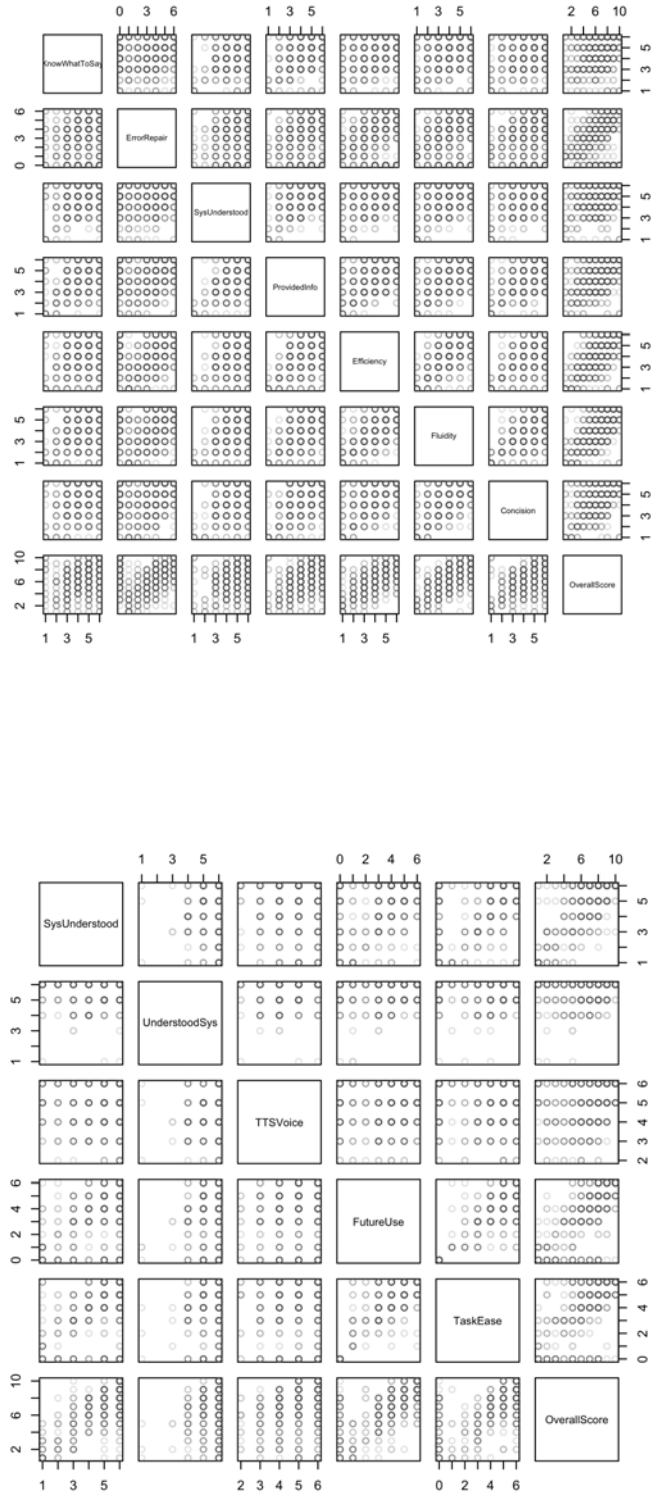 1 3 5 1 3 5 1 3 5 2 6 10
KnowWhatToSay
1 3 5
0 1 3 6
ErrorRepair
SysUnderstood
1 3 5
1 3 5
ProvidedInfo
Efficiency
1 3 5
1 3 5
Fluidity
Concision
1 3 5
2 6 10
OverallScore
1 3 5 1 3 5 1 3 5 1 3 5
1 3 5 0 2 4 6 2 6 10
SysUnderstood
1 3 5
1 3 5
UnderstoodSys
TTSVoice
2 3 4 5 6
0 2 4 6
FutureUse
TaskEase
0 2 4 6
2 6 10
OverallScore
1 3 5 2 3 4 5 6 0 2 4 6